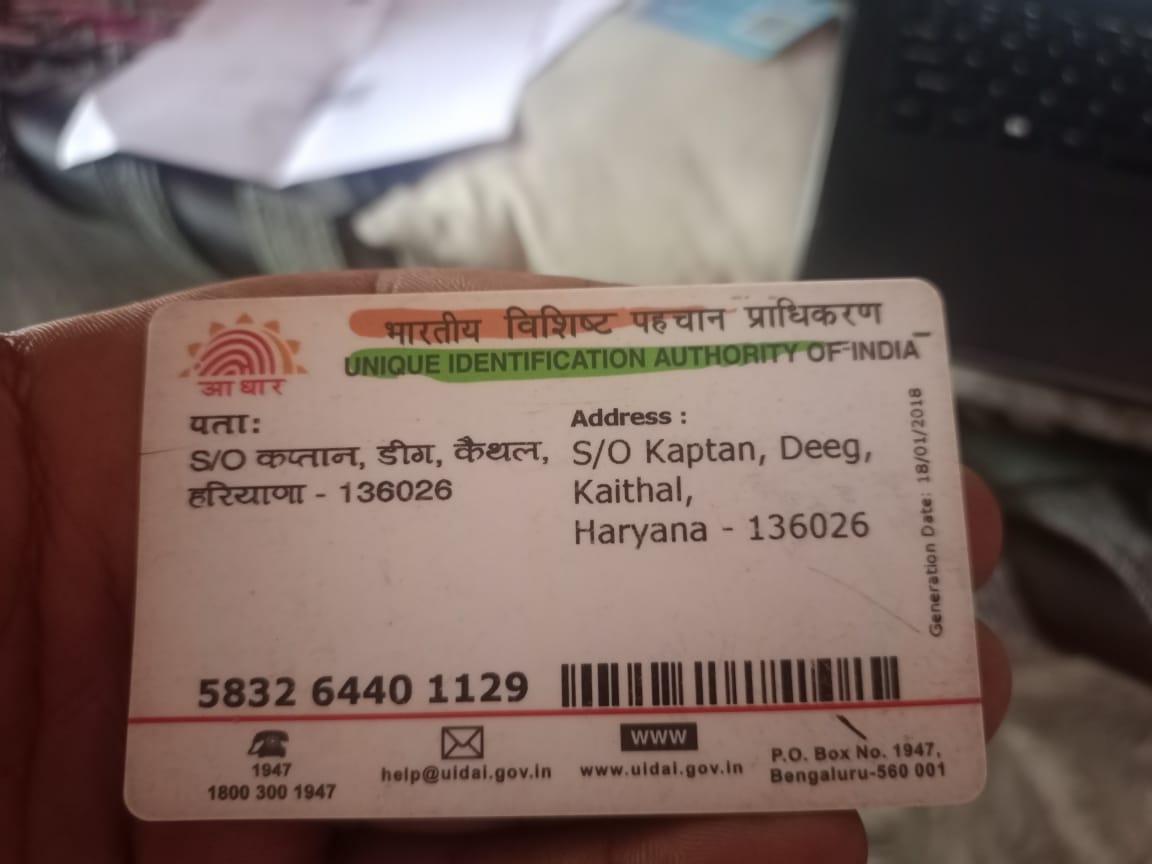 भारतीय विशिष्ट पहचान प्राधिकरण
UNIQUE IDENTIFICATION AUTHORITY OF INDIA
आधार
पता:
S/O कप्तान, डीग, कैथल,
हरियाणा - 136026
Address :
S/O Kaptan, Deeg,
Kaithal,
Haryana - 136026
Generation Date: 18/01/2018
5832 6440 1129
1947
1800 300 1947
help@uidai.gov.in
www
www.uidai.gov.in
P.O. Box No. 1947,
Bengaluru-560 001